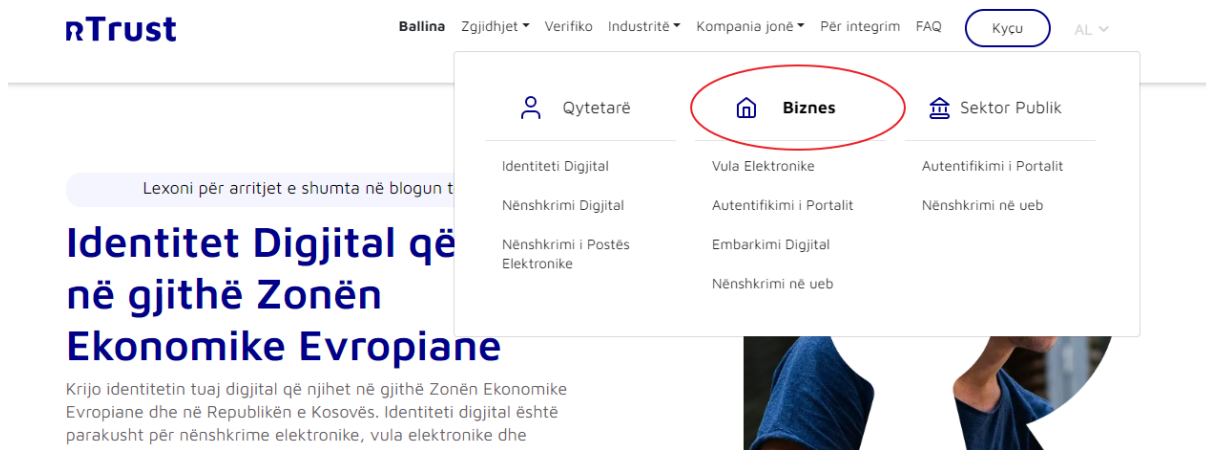 rTrust
Ballina Zgjidhjet Verifiko Industritë Kompania jonë Për integrim FAQ Kyçu AL
Qytetarë Biznes Sektor Publik
Identiteti Digjital Vula Elektronike Autentifikimi i Portalit
Nënshkrimi Digjital Autentifikimi i Portalit Nënshkrimi në ueb
Nënshkrimi i Postës Elektronike Embarkimi Digjital
Nënshkrimi në ueb
Lexoni për arritjet e shumta në blogun t
Identitet Digjital që
në gjithë Zonën
Ekonomike Evropiane
Krijo identitetin tuaj digjital që njihet në gjithë Zonën Ekonomike
Evropiane dhe në Republikën e Kosovës. Identiteti digjital është
parakusht për nënshkrime elektronike, vula elektronike dhe